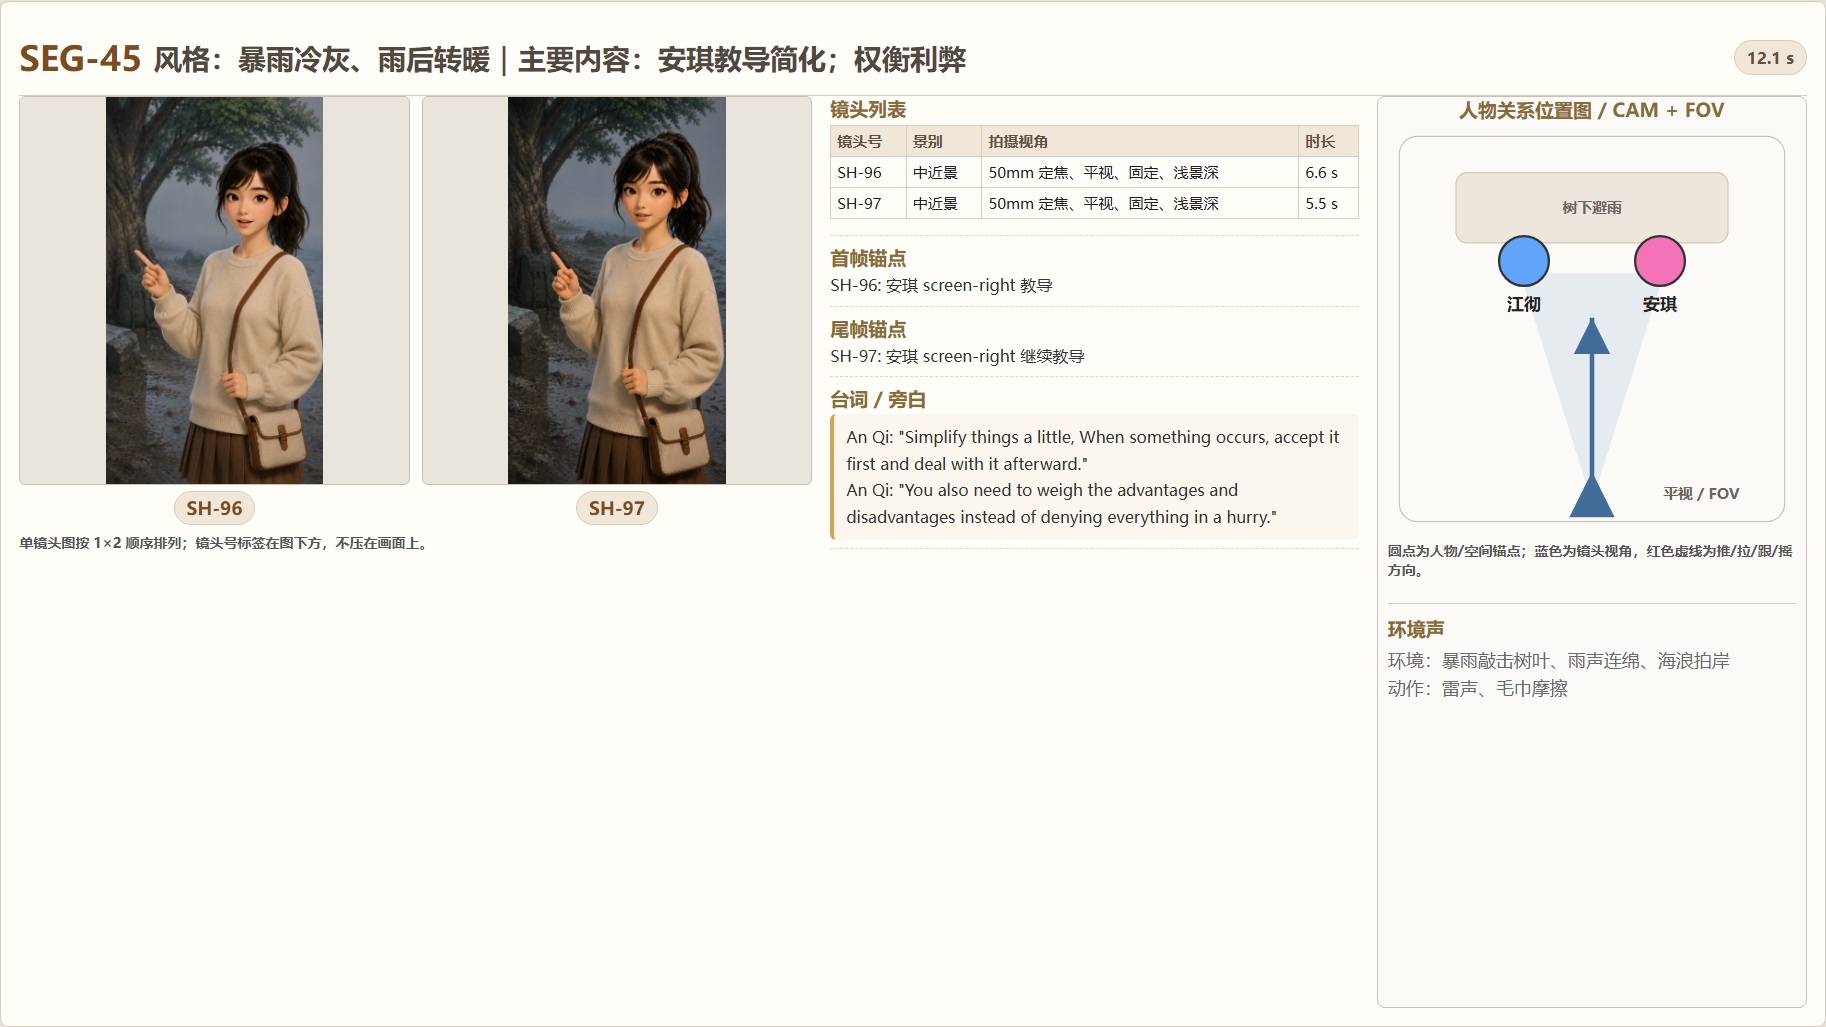 SEG-45 风格：暴雨冷灰、雨后转暖 | 主要内容：安琪教导简化；权衡利弊
12.1 s
SH-96
SH-97
单镜头图按 1×2 顺序排列；镜头号标签在图下方，不压在画面上。
镜头列表
镜头号 景别 拍摄视角 时长
SH-96 中近景 50mm 定焦、平视、固定、浅景深 6.6 s
SH-97 中近景 50mm 定焦、平视、固定、浅景深 5.5 s
首帧锚点
SH-96: 安琪 screen-right 教导
尾帧锚点
SH-97: 安琪 screen-right 继续教导
台词 / 旁白
An Qi: "Simplify things a little, When something occurs, accept it
first and deal with it afterward."
An Qi: "You also need to weigh the advantages and
disadvantages instead of denying everything in a hurry."
人物关系位置图 / CAM + FOV
树下避雨
江彻
安琪
平视 / FOV
圆点为人物/空间锚点；蓝色为镜头视角，红色虚线为推/拉/跟/摇
方向。
环境声
环境：暴雨敲击树叶、雨声连绵、海浪拍岸
动作：雷声、毛巾摩擦